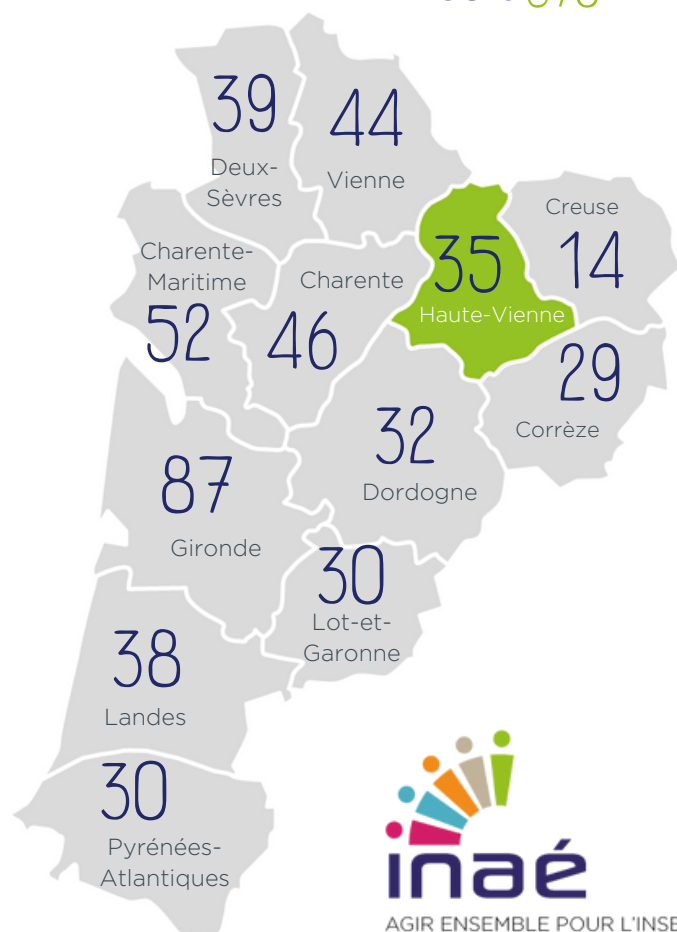 39
Deux-
Sèvres
44
Vienne
Creuse
14
35
Haute-Vienne
Charente-
Maritime
52
Charente
46
29
Corrèze
32
Dordogne
87
Gironde
30
Lot-et-
Garonne
38
Landes
30
Pyrénées-
Atlantiques
inaé
AGIR ENSEMBLE POUR L'INSE